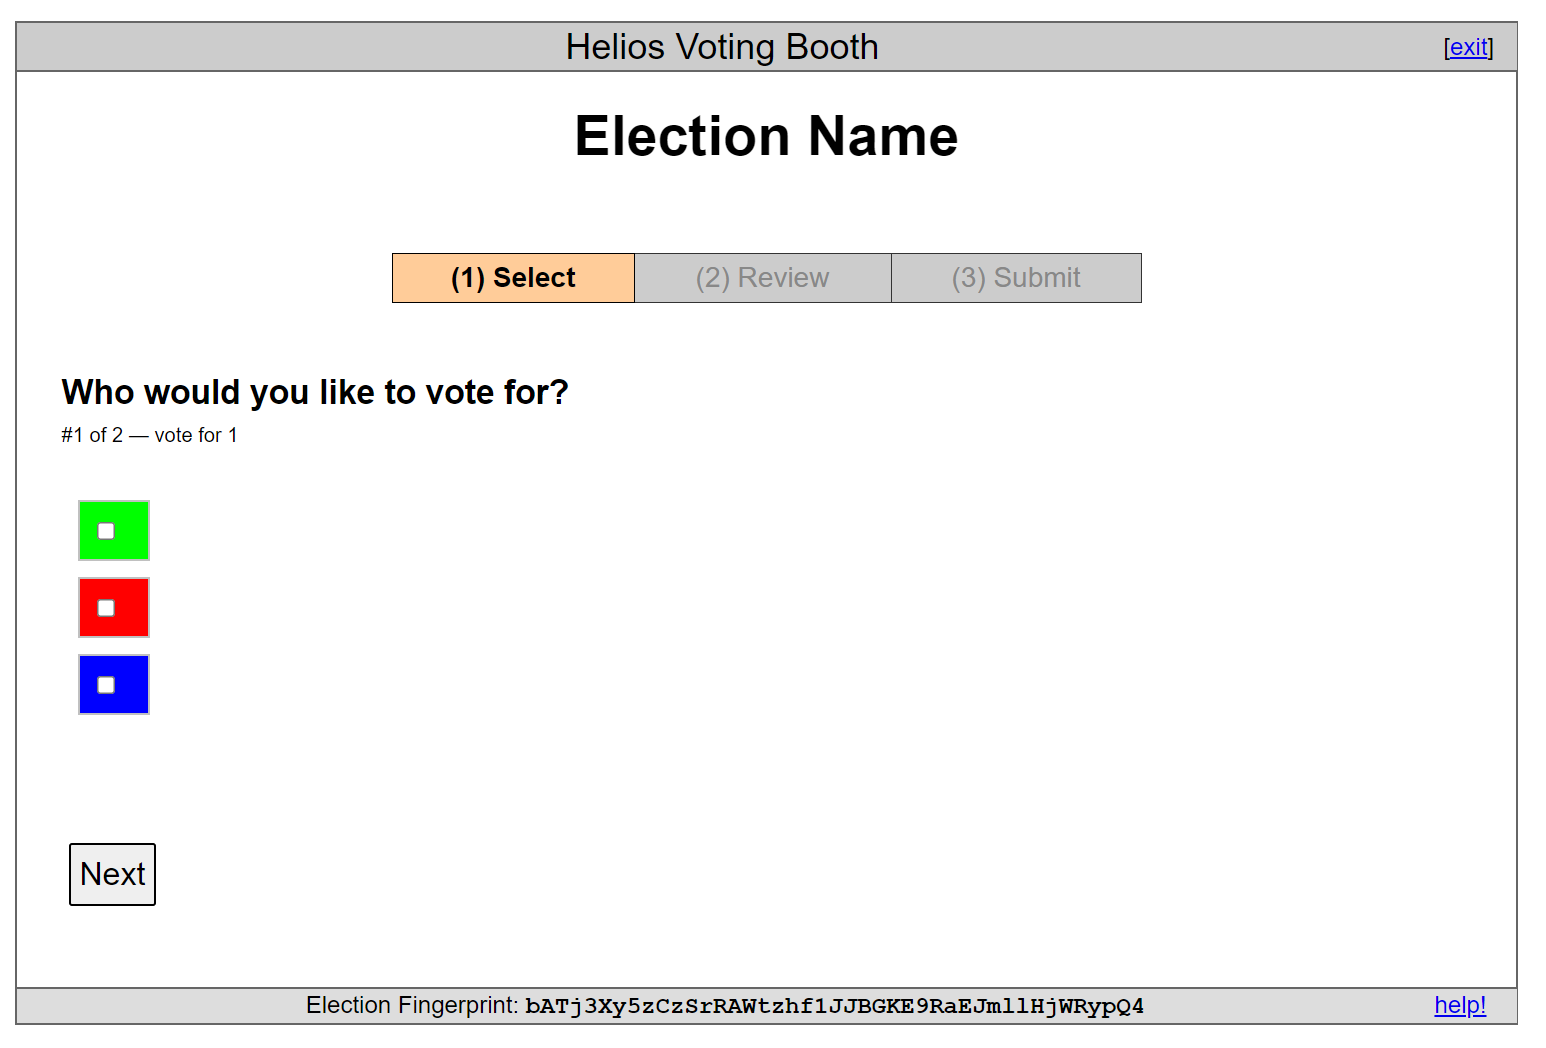 Helios Voting Booth
[exit]
Election Name
(1) Select (2) Review (3) Submit
Who would you like to vote for?
#1 of 2 — vote for 1
Next
Election Fingerprint: bATj3Xy5zCzSrRAWtzhf1JJBGKE9RaEJmllHjWRypQ4
help!